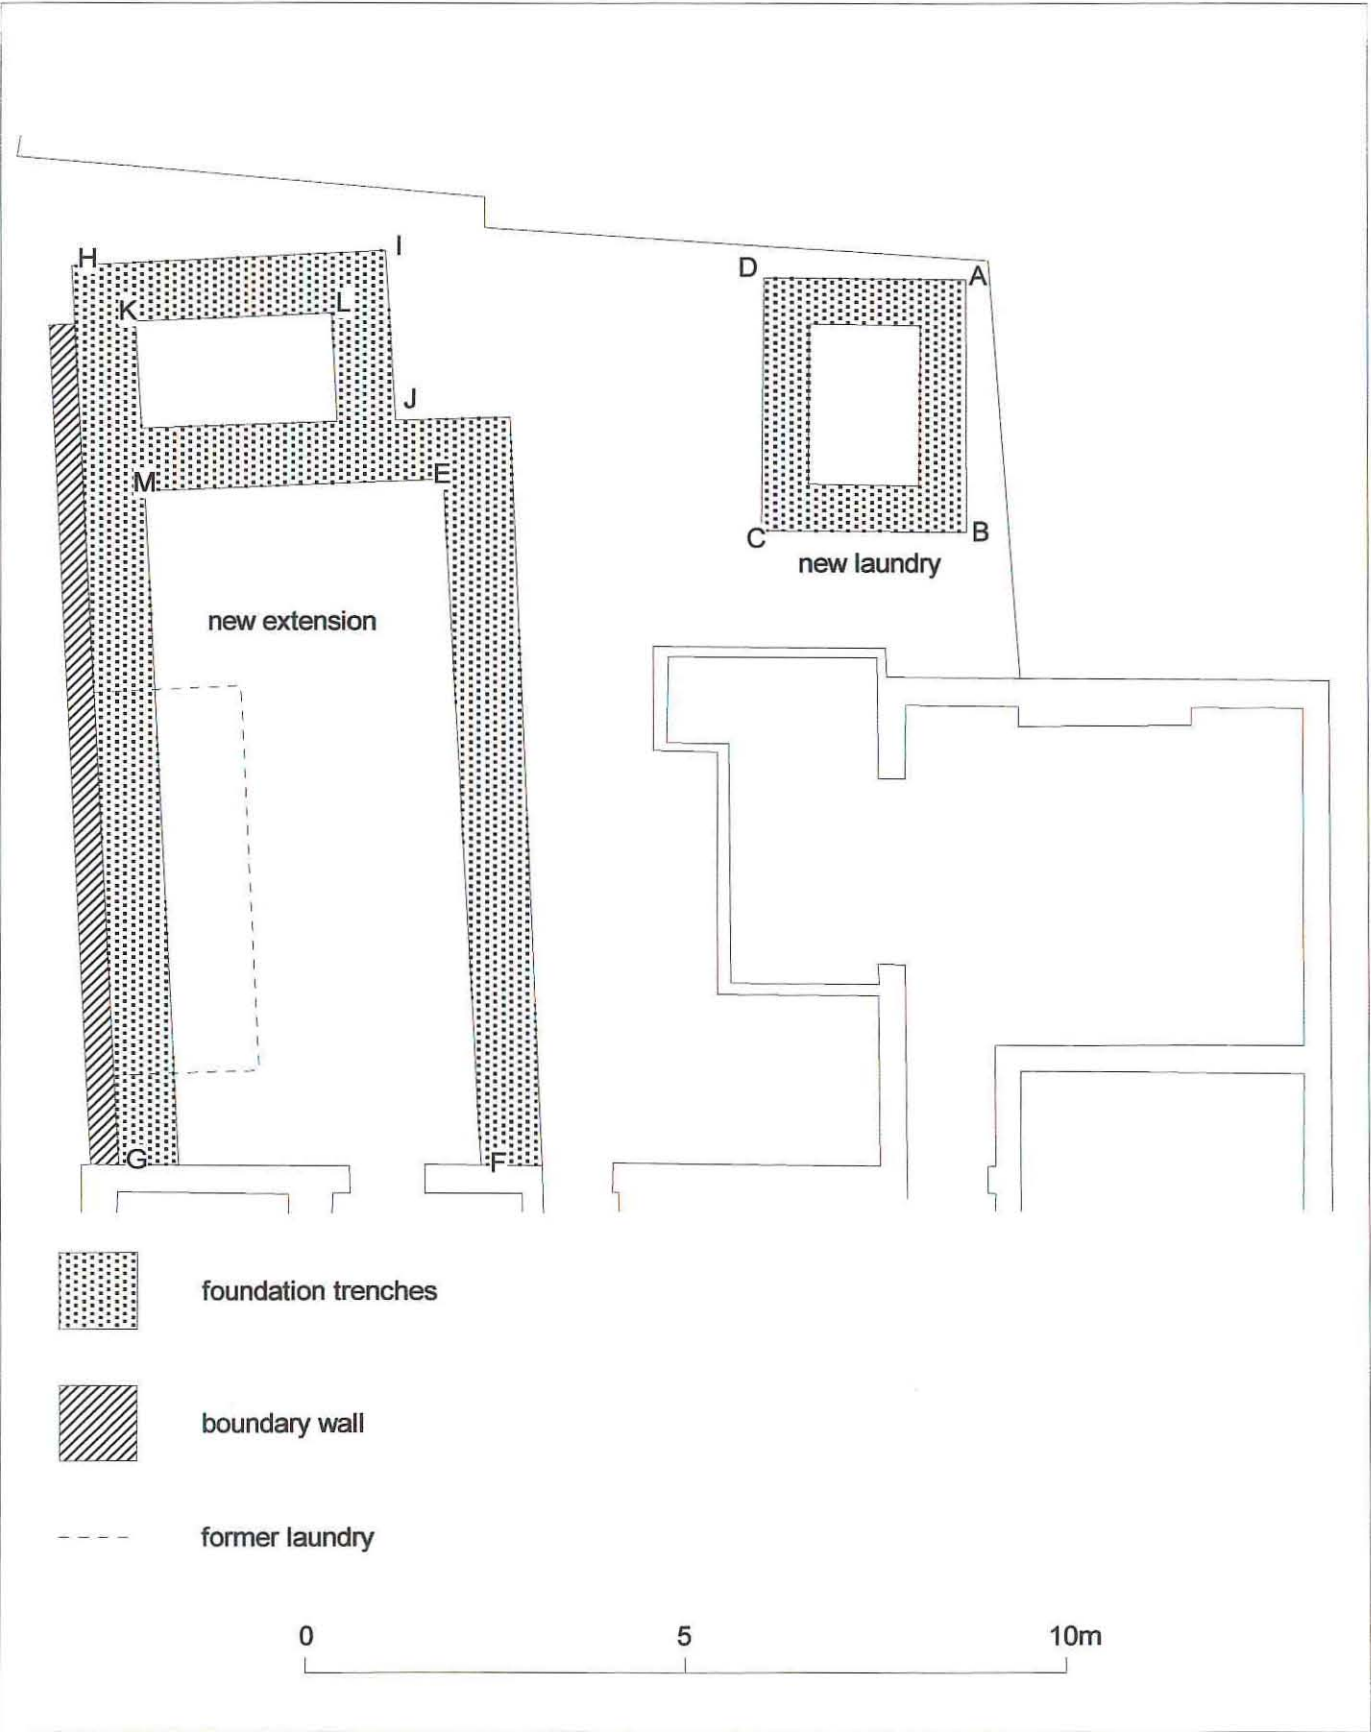 H
I
D
A
K
L
J
M
E
C
B
new laundry
new extension
G
F
foundation trenches
boundary wall
former laundry
0 5 10m